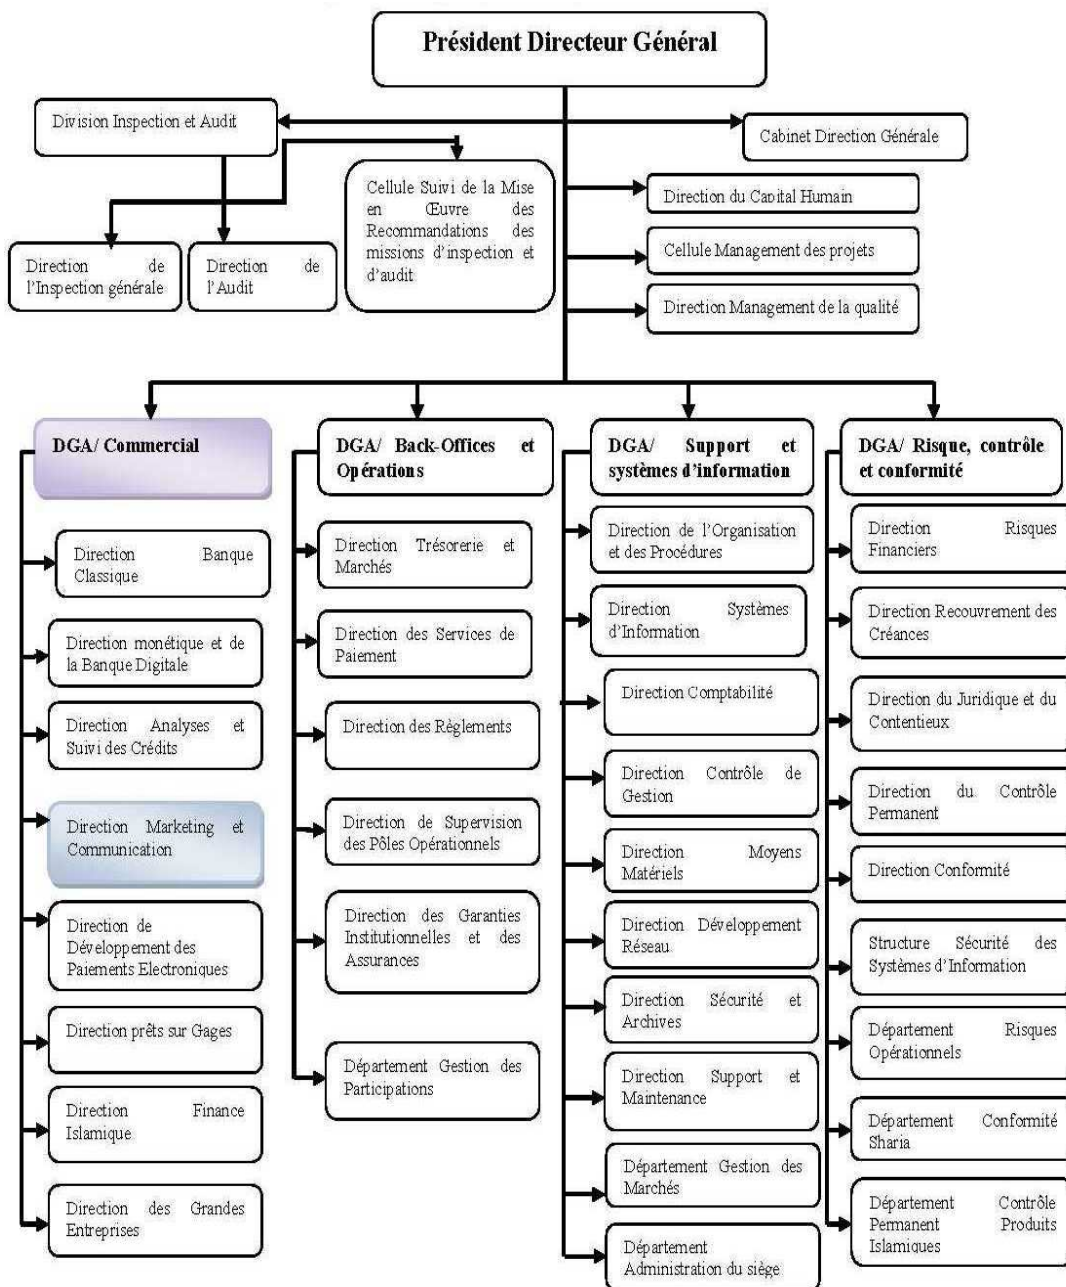 Président Directeur Général
Division Inspection et Audit
Cabinet Direction Générale
Cellule Suivi de la Mise
en Œuvre des
Recommandations des
missions d'inspection et
d'audit
Direction du Capital Humain
Cellule Management des projets
Direction Management de la qualité
Direction de
l'Inspection générale
Direction de
l'Audit
DGA/ Commercial
Direction Banque
Classique
Direction monétique et de
la Banque Digitale
Direction Analyses et
Suivi des Crédits
Direction Marketing et
Communication
Direction de
Développement des
Paiements Electroniques
Direction prêts sur Gages
Direction Finance
Islamique
Direction des Grandes
Entreprises
DGA/ Back-Offices et
Opérations
Direction Trésorerie et
Marchés
Direction des Services de
Paiement
Direction des Règlements
Direction de Supervision
des Pôles Opérationnels
Direction des Garanties
Institutionnelles et des
Assurances
Département Gestion des
Participations
DGA/ Support et
systèmes d'information
Direction de l'Organisation
et des Procédures
Direction Systèmes
d'Information
Direction Comptabilité
Direction Contrôle de
Gestion
Direction Moyens
Matériels
Direction Développement
Réseau
Direction Sécurité et
Archives
Direction Support et
Maintenance
Département Gestion des
Marchés
Département
Administration du siège
DGA/ Risque, contrôle
et conformité
Direction Risques
Financiers
Direction Recouvrement des
Créances
Direction du Juridique et du
Contentieux
Direction du Contrôle
Permanent
Direction Conformité
Structure Sécurité des
Systèmes d'Information
Département Risques
Opérationnels
Département Conformité
Sharia
Département Contrôle
Permanent Produits
Islamiques